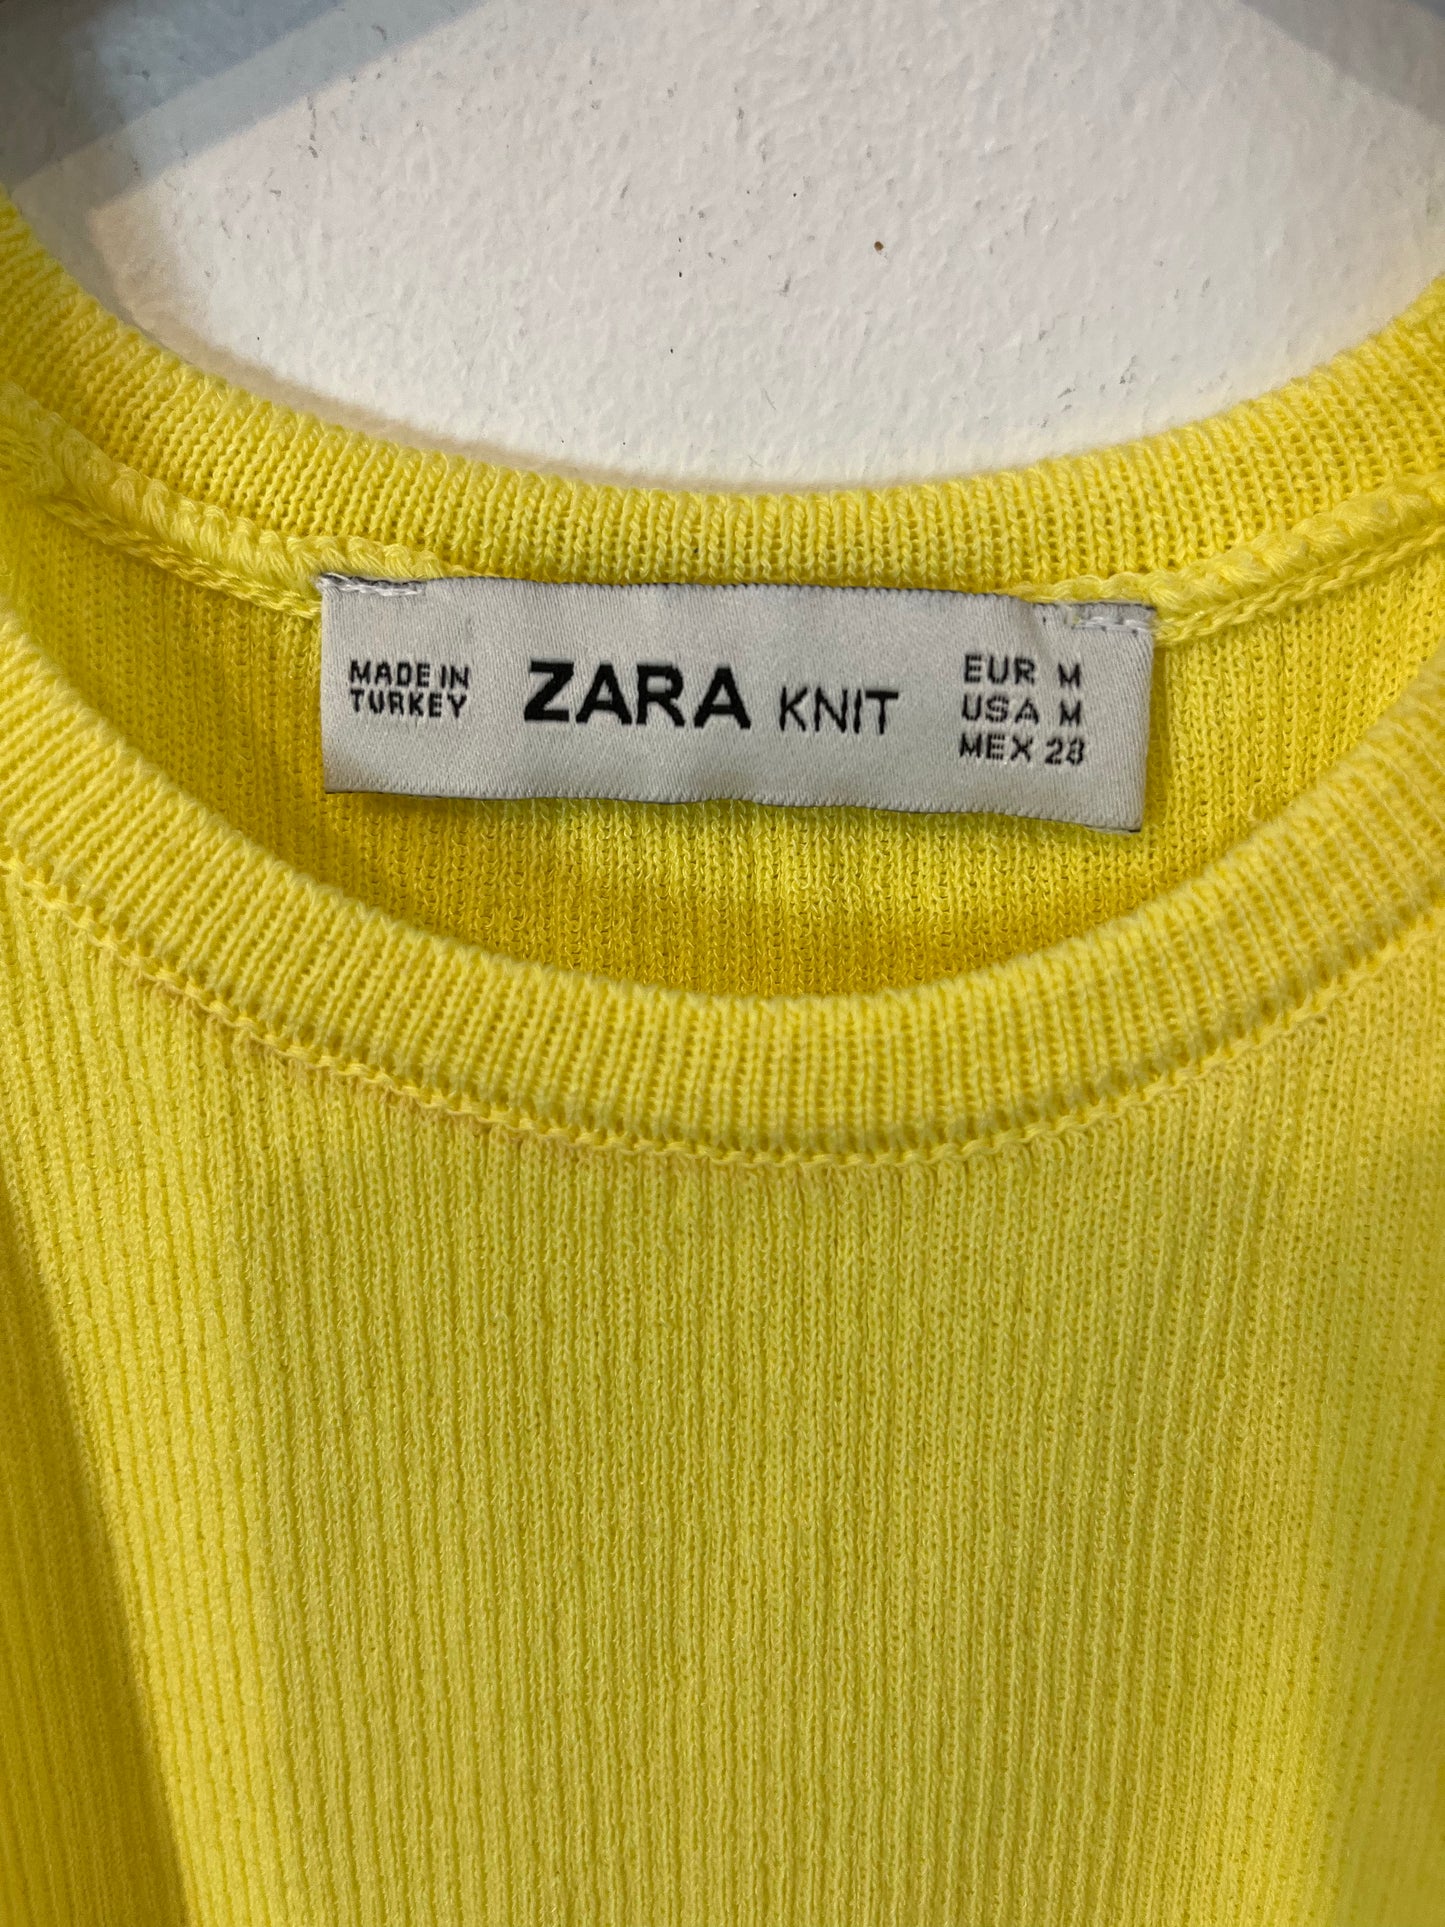 MADE IN
TURKEY
ZARA KNIT
EUR M
USA M
MEX 28